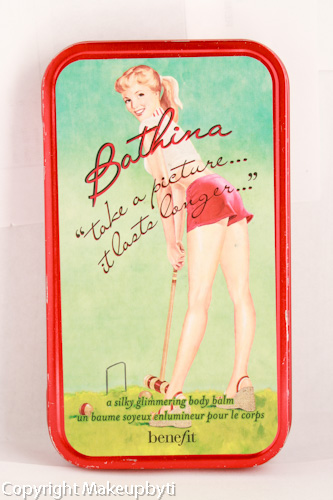 Bathina
"take a picture...
it lasts longer..."
a silky glimmering body balm
un baume soyeux enlumineur pour le corps
benefit
Copyright Makeupbyti